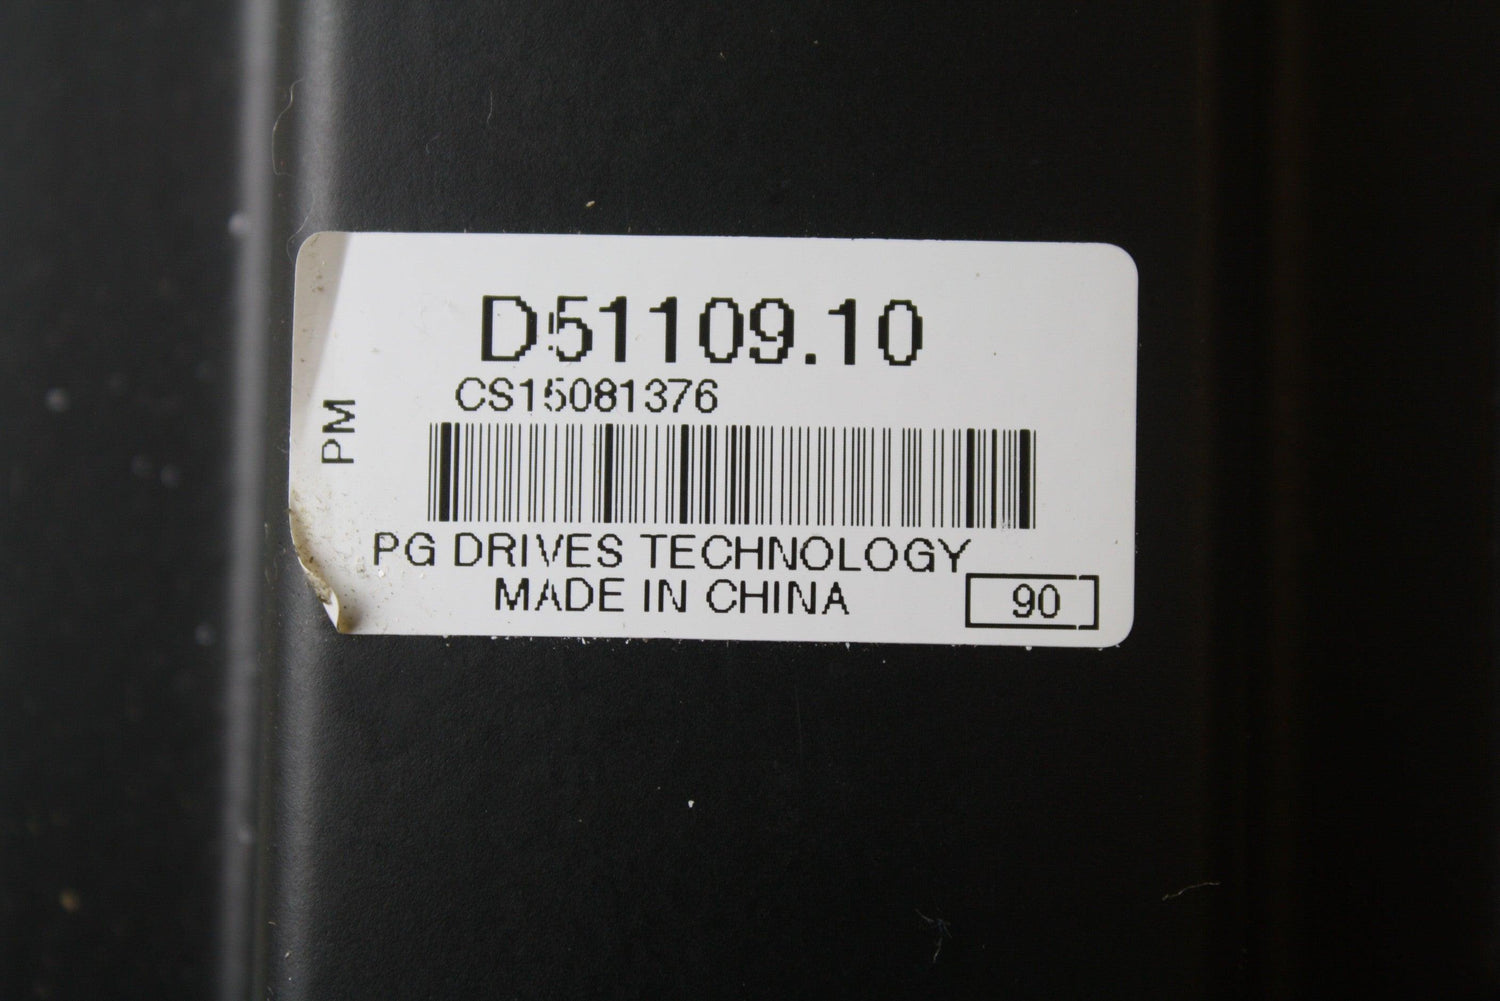 D51109.10
CS15081376
PM
PG DRIVES TECHNOLOGY
MADE IN CHINA
90